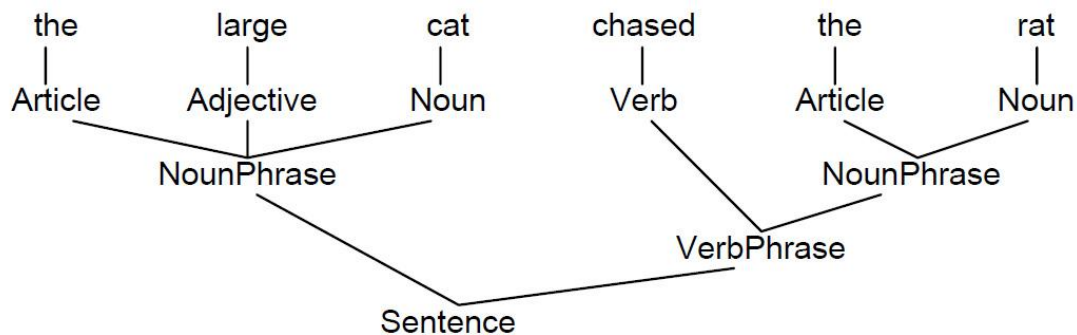 the large cat chased the rat
Article Adjective Noun Verb Article Noun
NounPhrase NounPhrase
VerbPhrase
Sentence